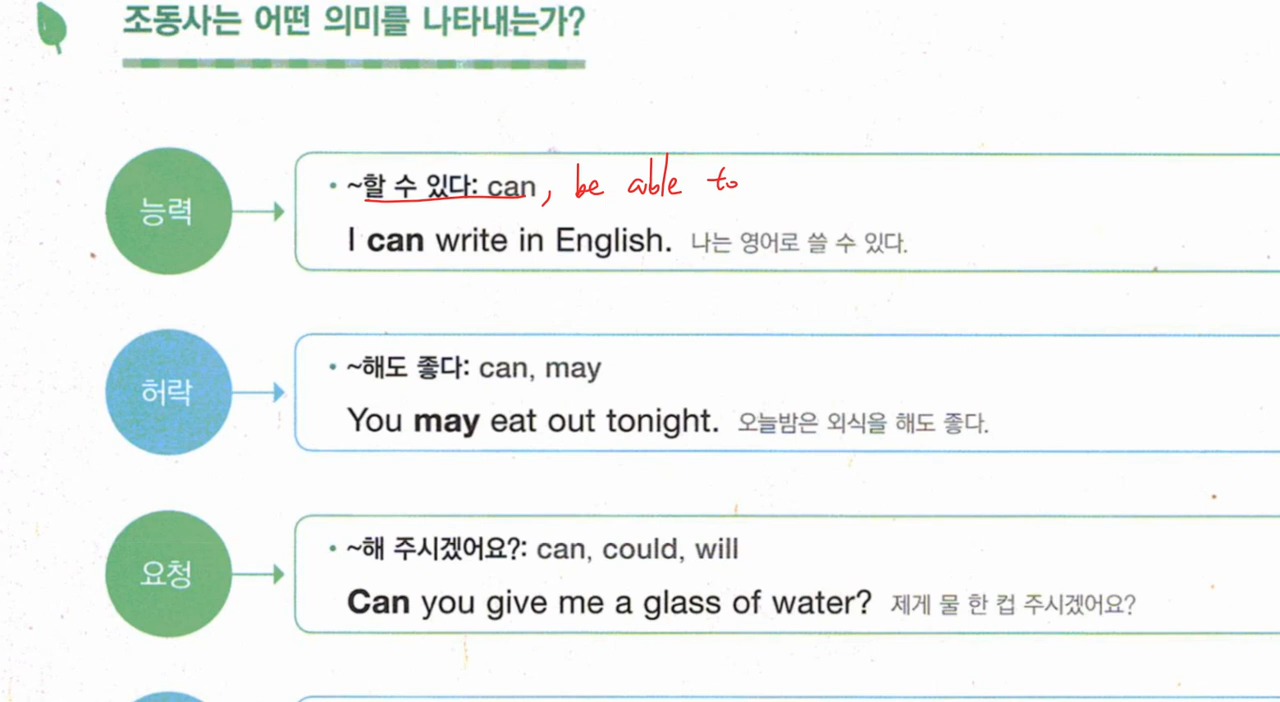 조동사는 어떤 의미를 나타내는가?
능력
• ~할 수 있다: can, be able to
I can write in English. 나는 영어로 쓸 수 있다.
허락
• ~해도 좋다: can, may
You may eat out tonight. 오늘밤은 외식을 해도 좋다.
요청
• ~해 주시겠어요?: can, could, will
Can you give me a glass of water? 제게 물 한 컵 주시겠어요?